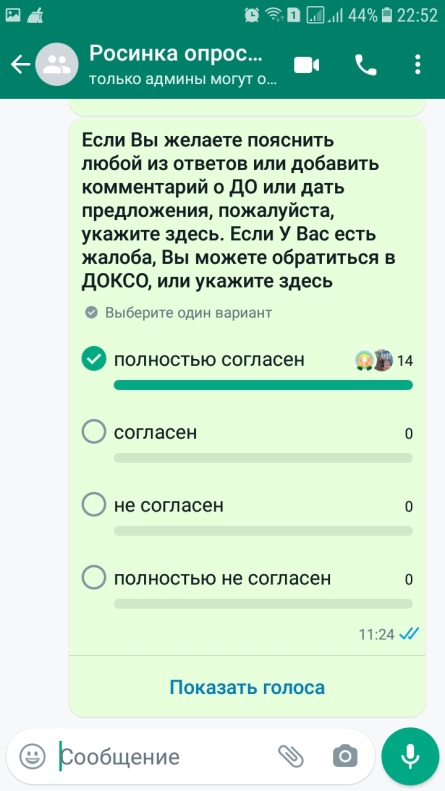 1
44%
22:52
Росинка опрос...
только админы могут о...
Если Вы желаете пояснить
любой из ответов или добавить
комментарий о ДО или дать
предложения, пожалуйста,
укажите здесь. Если У Вас есть
жалоба, Вы можете обратиться в
ДОКСО, или укажите здесь
Выберите один вариант
полностью согласен 14
согласен 0
не согласен 0
полностью не согласен 0
11:24
Показать голоса
Сообщение